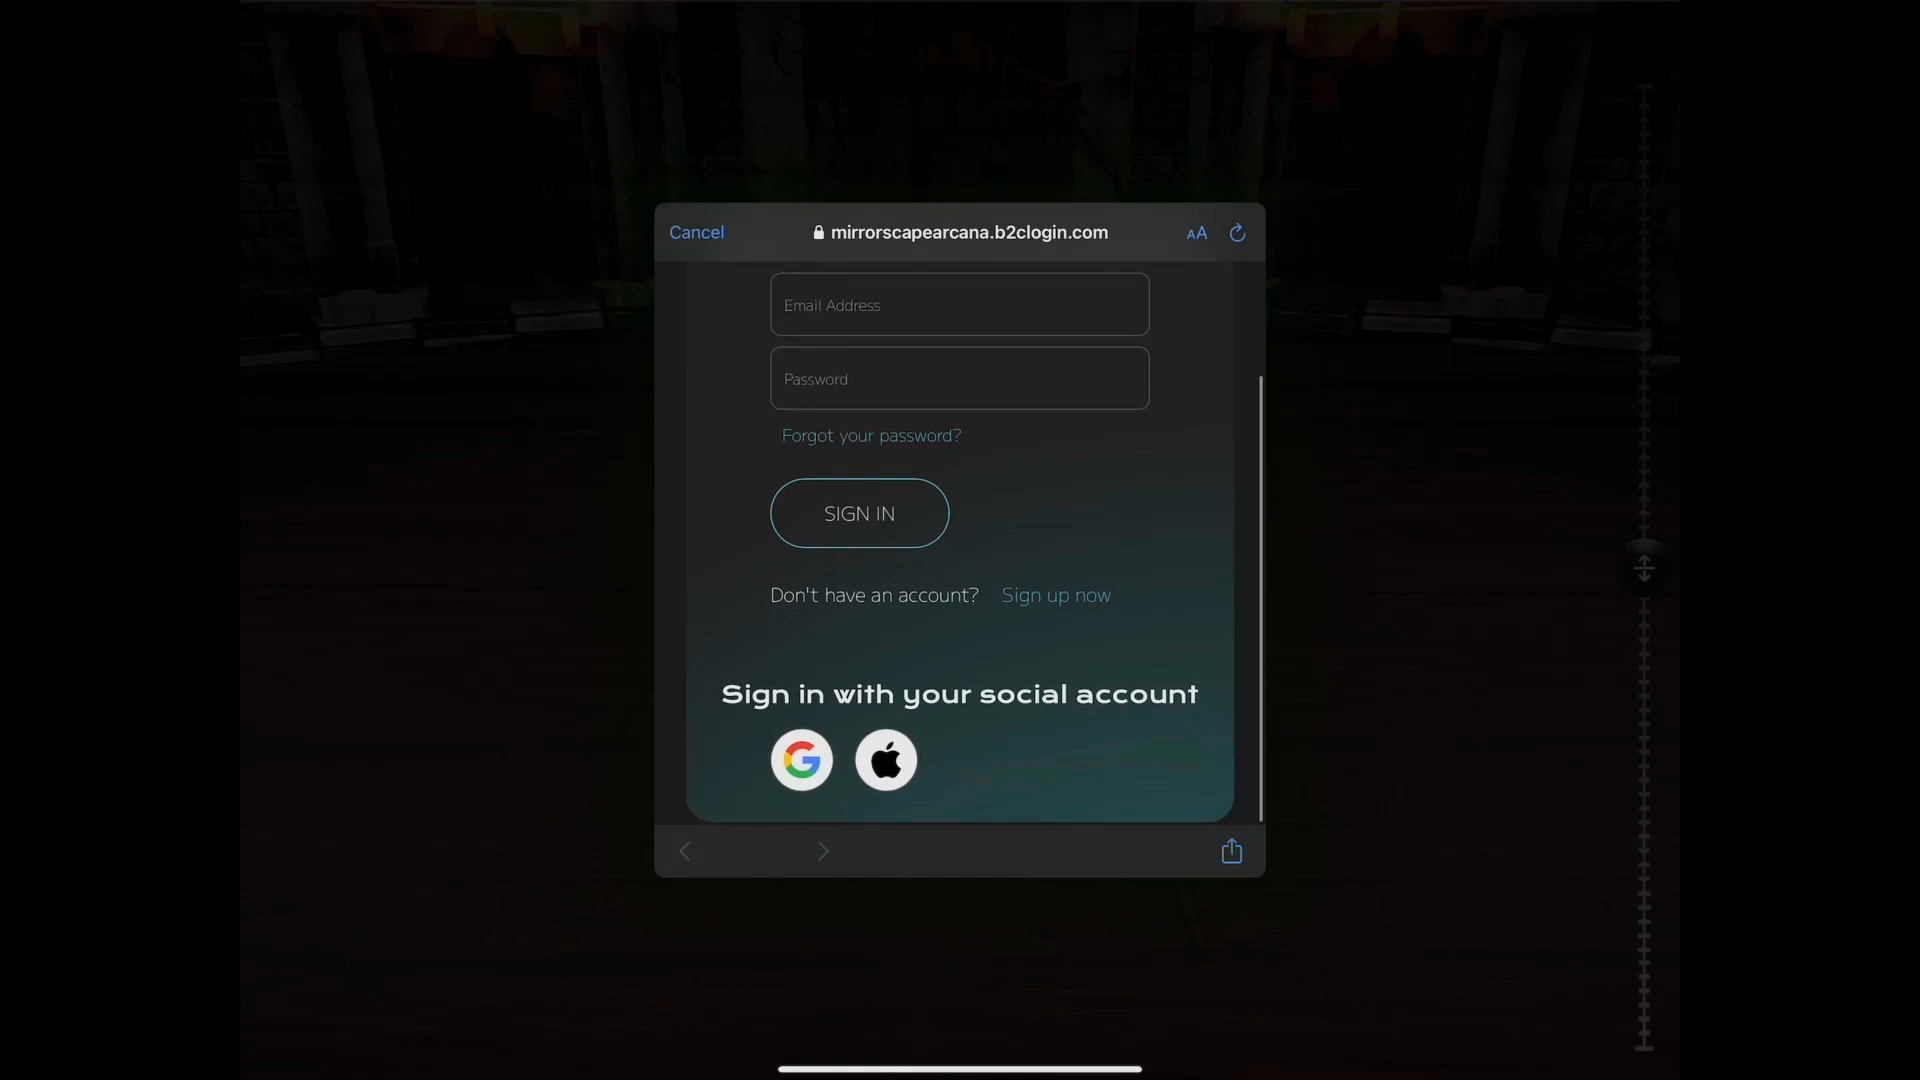 Cancel
mirrorscapearcana.b2clogin.com
AA
Email Address
Password
Forgot your password?
SIGN IN
Don't have an account? Sign up now
Sign in with your social account